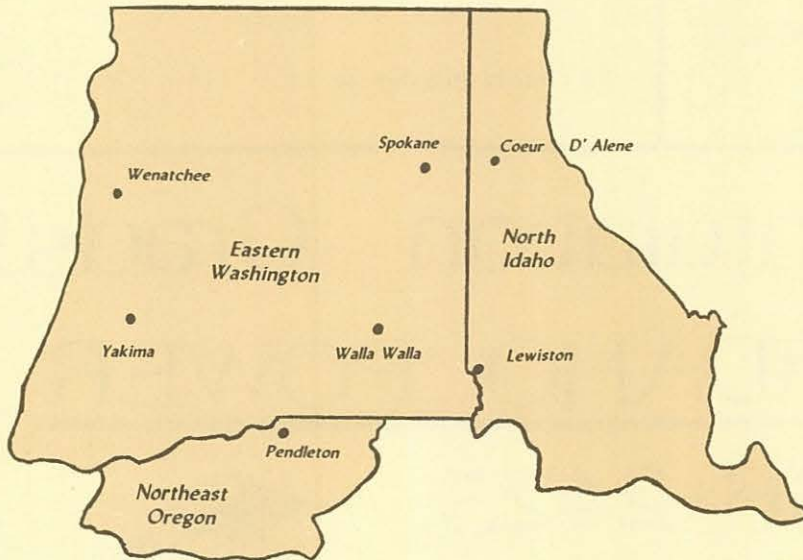 Spokane
Coeur D' Alene
Wenatchee
Eastern
Washington
North
Idaho
Yakima
Walla Walla
Lewiston
Pendleton
Northeast
Oregon